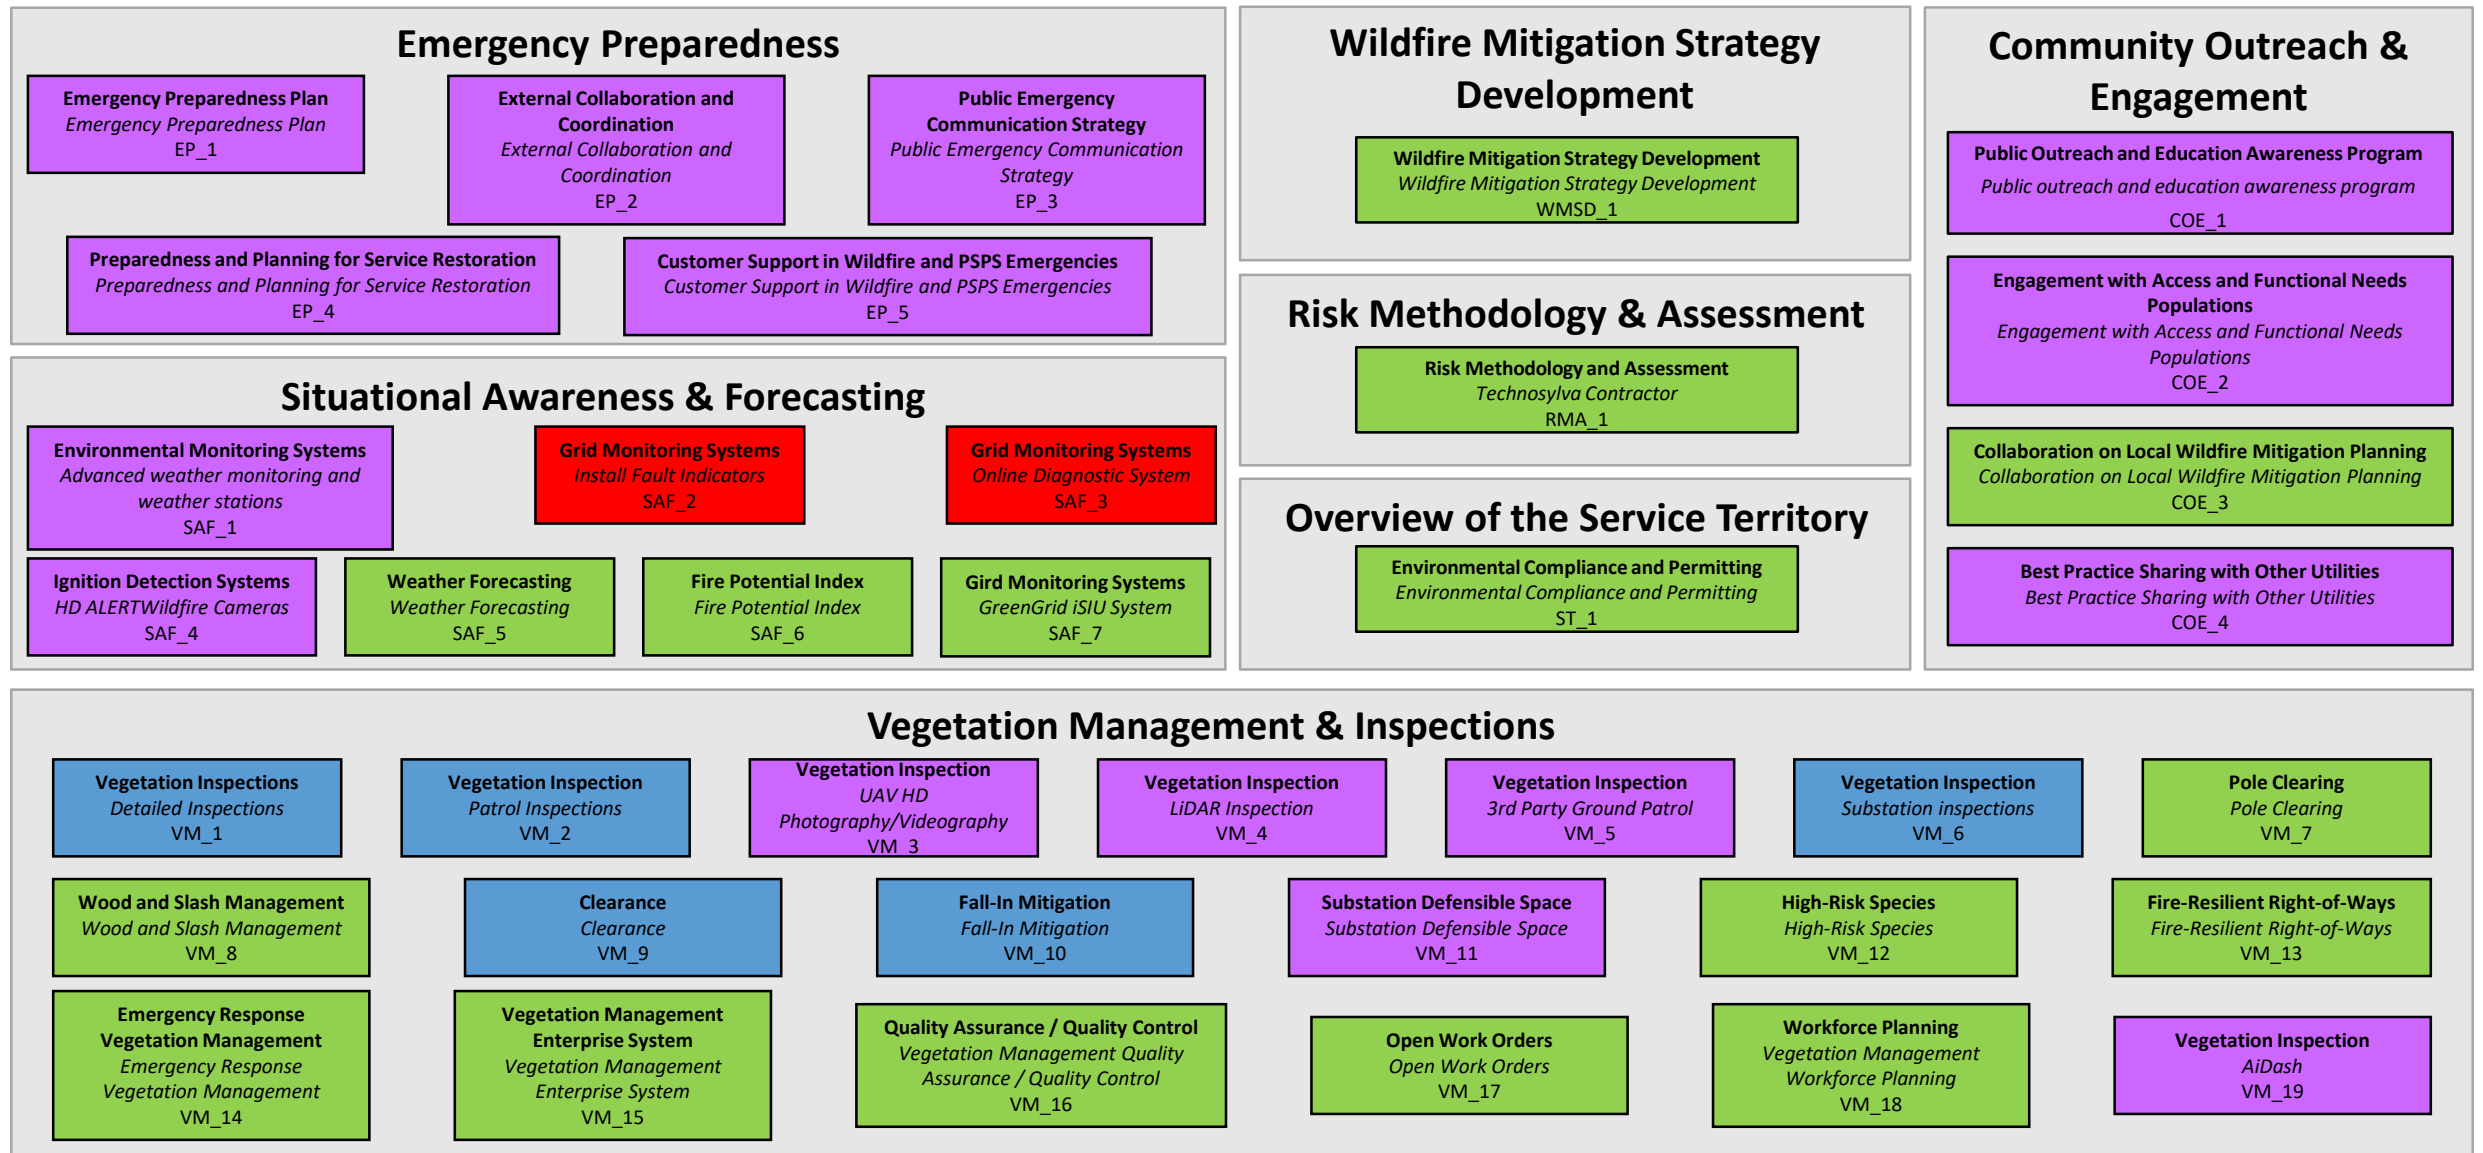 Emergency Preparedness
Emergency Preparedness Plan
Emergency Preparedness Plan
EP_1
External Collaboration and
Coordination
External Collaboration and
Coordination
EP_2
Public Emergency
Communication Strategy
Public Emergency Communication
Strategy
EP_3
Preparedness and Planning for Service Restoration
Preparedness and Planning for Service Restoration
EP_4
Customer Support in Wildfire and PSPS Emergencies
Customer Support in Wildfire and PSPS Emergencies
EP_5
Situational Awareness & Forecasting
Environmental Monitoring Systems
Advanced weather monitoring and
weather stations
SAF_1
Grid Monitoring Systems
Install Fault Indicators
SAF_2
Grid Monitoring Systems
Online Diagnostic System
SAF_3
Ignition Detection Systems
HD ALERTWildfire Cameras
SAF_4
Weather Forecasting
Weather Forecasting
SAF_5
Fire Potential Index
Fire Potential Index
SAF_6
Gird Monitoring Systems
GreenGrid iSIU System
SAF_7
Wildfire Mitigation Strategy
Development
Wildfire Mitigation Strategy Development
Wildfire Mitigation Strategy Development
WMSD_1
Risk Methodology & Assessment
Risk Methodology and Assessment
Technosylva Contractor
RMA_1
Overview of the Service Territory
Environmental Compliance and Permitting
Environmental Compliance and Permitting
ST_1
Community Outreach &
Engagement
Public Outreach and Education Awareness Program
Public outreach and education awareness program
COE_1
Engagement with Access and Functional Needs
Populations
Engagement with Access and Functional Needs
Populations
COE_2
Collaboration on Local Wildfire Mitigation Planning
Collaboration on Local Wildfire Mitigation Planning
COE_3
Best Practice Sharing with Other Utilities
Best Practice Sharing with Other Utilities
COE_4
Vegetation Management & Inspections
Vegetation Inspections
Detailed Inspections
VM_1
Vegetation Inspection
Patrol Inspections
VM_2
Vegetation Inspection
UAV HD
Photography/Videography
VM_3
Vegetation Inspection
LiDAR Inspection
VM_4
Vegetation Inspection
3rd Party Ground Patrol
VM_5
Vegetation Inspection
Substation inspections
VM_6
Pole Clearing
Pole Clearing
VM_7
Wood and Slash Management
Wood and Slash Management
VM_8
Clearance
Clearance
VM_9
Fall-In Mitigation
Fall-In Mitigation
VM_10
Substation Defensible Space
Substation Defensible Space
VM_11
High-Risk Species
High-Risk Species
VM_12
Fire-Resilient Right-of-Ways
Fire-Resilient Right-of-Ways
VM_13
Emergency Response
Vegetation Management
Emergency Response
Vegetation Management
VM_14
Vegetation Management
Enterprise System
Vegetation Management
Enterprise System
VM_15
Quality Assurance / Quality Control
Vegetation Management Quality
Assurance / Quality Control
VM_16
Open Work Orders
Open Work Orders
VM_17
Workforce Planning
Vegetation Management
Workforce Planning
VM_18
Vegetation Inspection
AiDash
VM_19